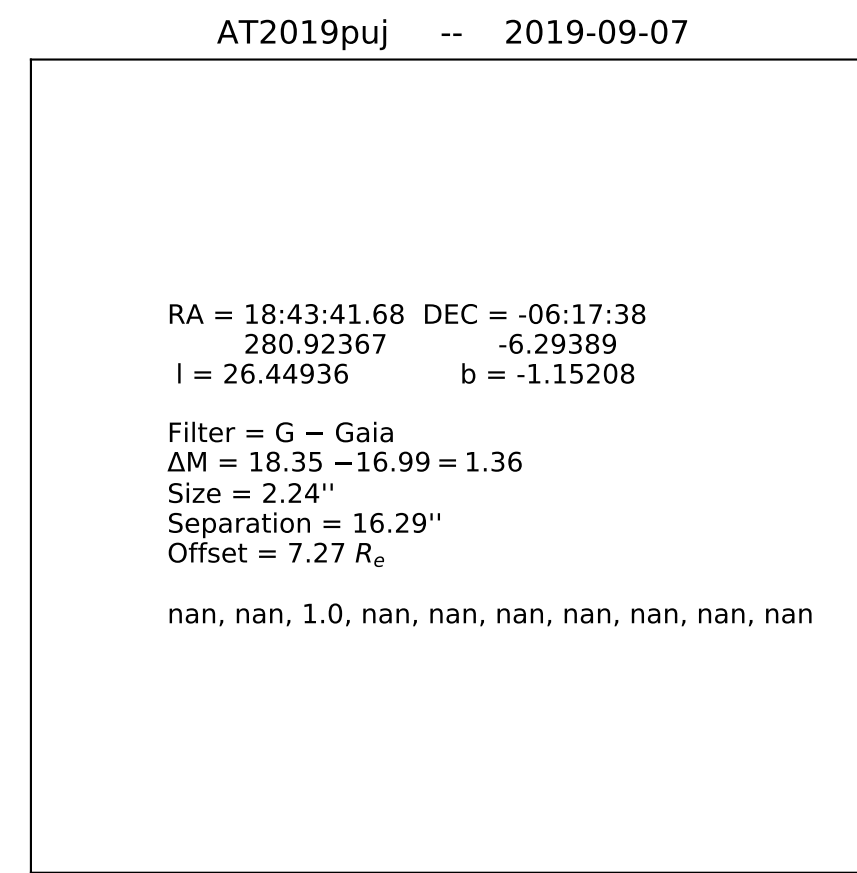 AT2019puj -- 2019-09-07
RA = 18:43:41.68 DEC = -06:17:38
280.92367 -6.29389
l = 26.44936 b = -1.15208
Filter = G − Gaia
ΔM = 18.35 −16.99 = 1.36
Size = 2.24''
Separation = 16.29''
Offset = 7.27 Re
nan, nan, 1.0, nan, nan, nan, nan, nan, nan, nan